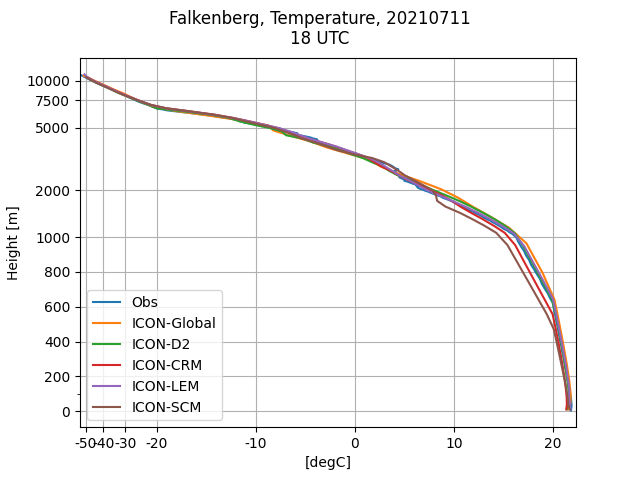 Falkenberg, Temperature, 20210711
18 UTC
10000
7500
5000
2000
1000
800
600
400
200
0
Height [m]
Obs
ICON-Global
ICON-D2
ICON-CRM
ICON-LEM
ICON-SCM
-50 -40 -30 -20 -10 0 10 20
[degC]